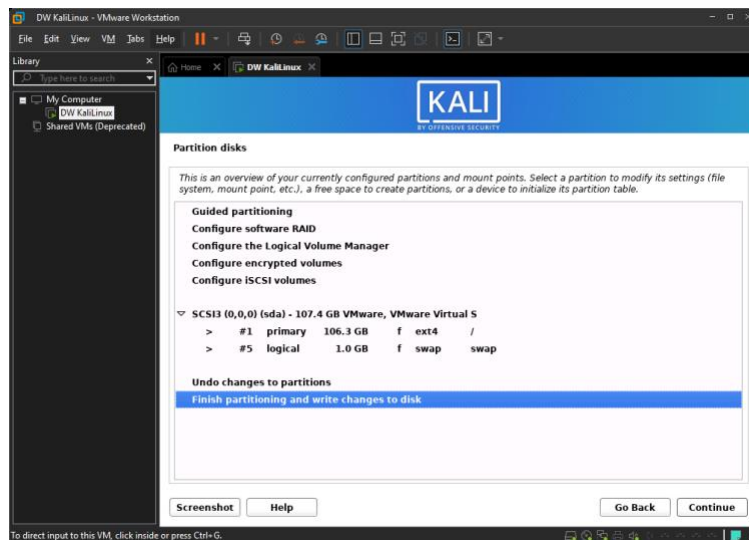 DW KaliLinux - VMware Workstation
File Edit View VM Tabs Help
Library
Type here to search
My Computer
DW KaliLinux
Shared VMs (Deprecated)
Home
DW KaliLinux
KALI
BY OFFENSIVE SECURITY
Partition disks
This is an overview of your currently configured partitions and mount points. Select a partition to modify its settings (file
system, mount point, etc.), a free space to create partitions, or a device to initialize its partition table.
Guided partitioning
Configure software RAID
Configure the Logical Volume Manager
Configure encrypted volumes
Configure iSCSI volumes
SCSI3 (0,0,0) (sda) - 107.4 GB VMware, VMware Virtual S
> #1 primary 106.3 GB f ext4 /
> #5 logical 1.0 GB f swap swap
Undo changes to partitions
Finish partitioning and write changes to disk
Screenshot Help Go Back Continue
To direct input to this VM, click inside or press Ctrl+G.